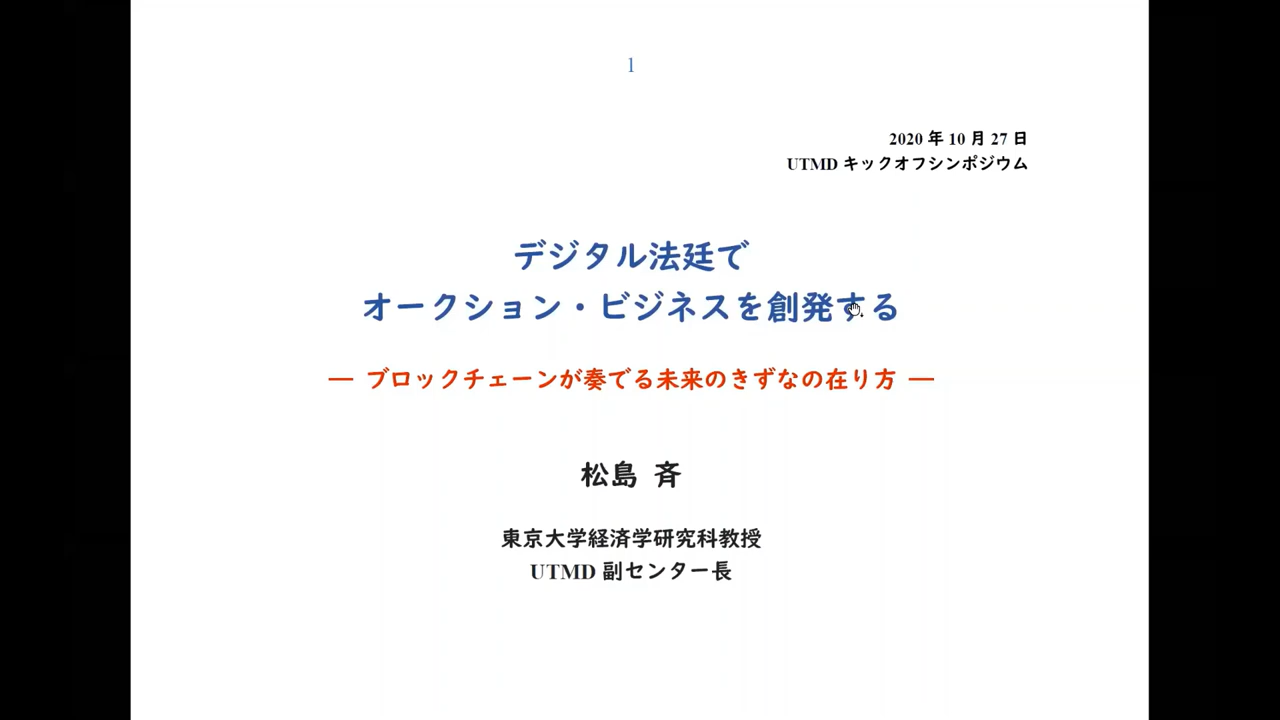 1
2020 年 10 月 27 日
UTMD キックオフシンポジウム
デジタル法廷で
オークション・ビジネスを創発する
― ブロックチェーンが奏でる未来のきずなの在り方 ―
松島 斉
東京大学経済学研究科教授
UTMD 副センター長